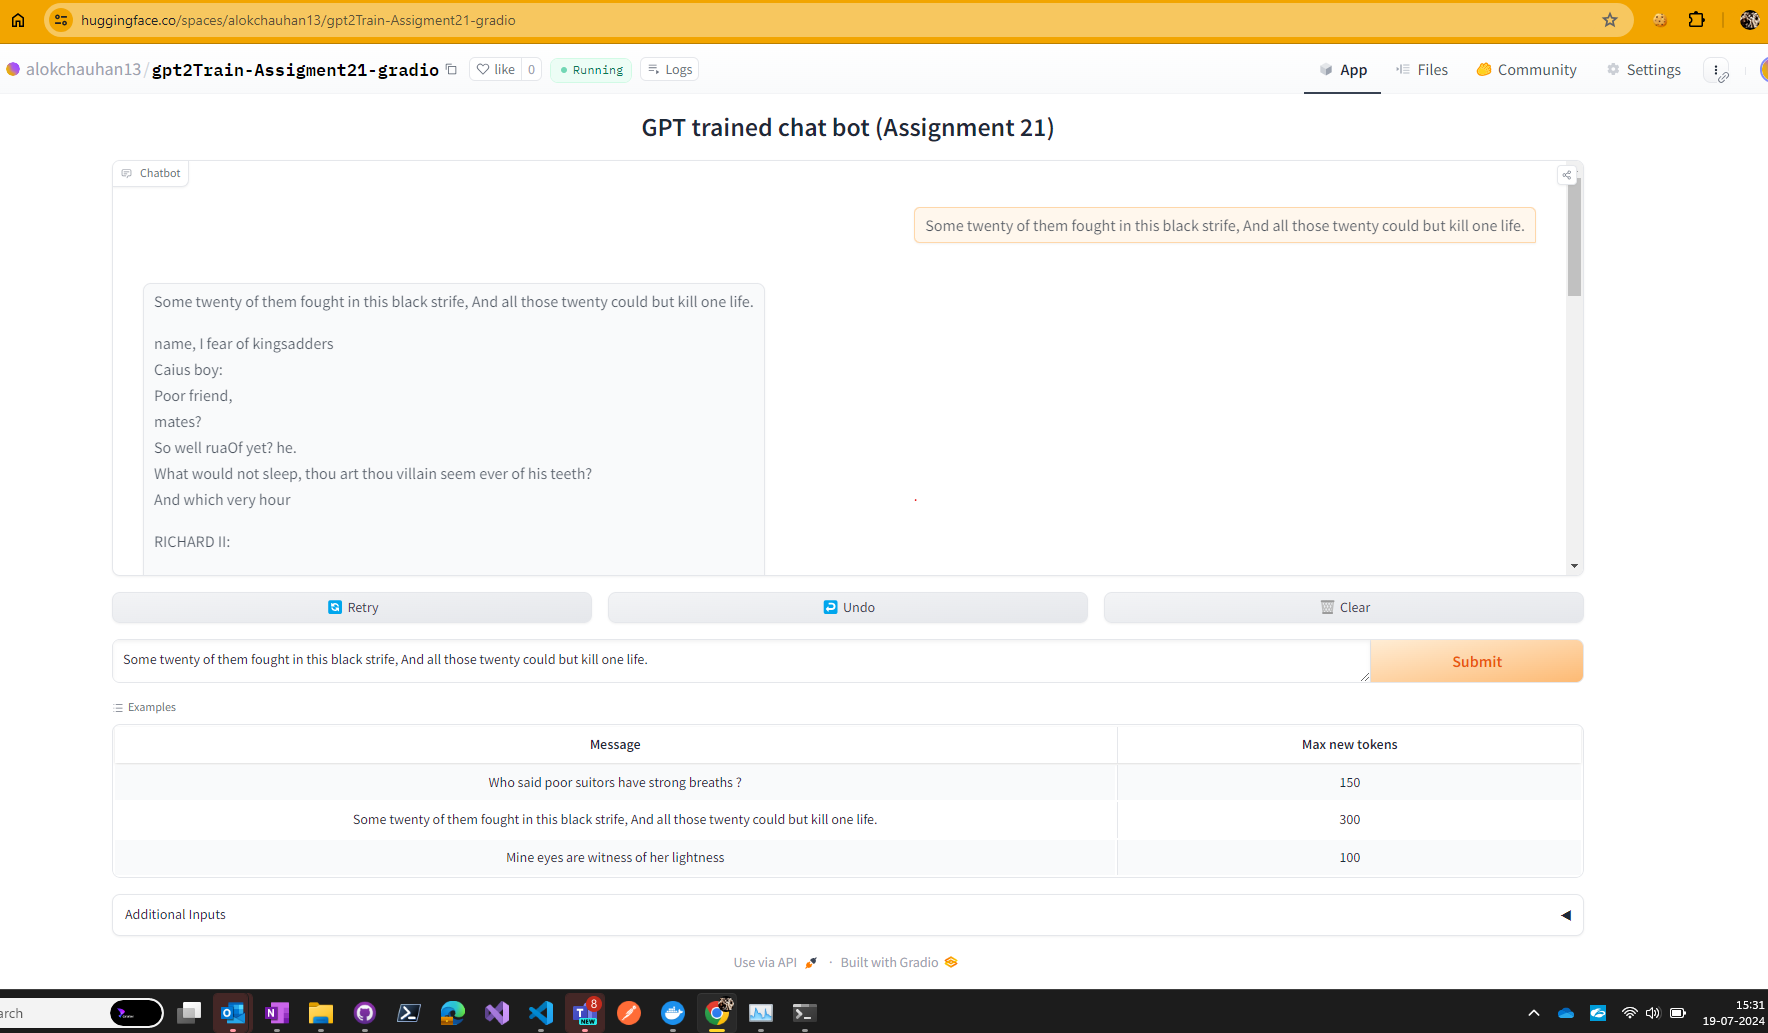 huggingface.co/spaces/alokchauhan13/gpt2Train-Assigment21-gradio
alokchauhan13/gpt2Train-Assigment21-gradio like 0 Running Logs App Files Community Settings
GPT trained chat bot (Assignment 21)
Chatbot
Some twenty of them fought in this black strife, And all those twenty could but kill one life.
Some twenty of them fought in this black strife, And all those twenty could but kill one life.
name, I fear of kingsadders
Caius boy:
Poor friend,
mates?
So well ruaOf yet? he.
What would not sleep, thou art thou villain seem ever of his teeth?
And which very hour
RICHARD II:
Retry Undo Clear
Some twenty of them fought in this black strife, And all those twenty could but kill one life. Submit
Examples
Message Max new tokens
Who said poor suitors have strong breaths ? 150
Some twenty of them fought in this black strife, And all those twenty could but kill one life. 300
Mine eyes are witness of her lightness 100
Additional Inputs
Use via API · Built with Gradio
arch 8 NEW 15:31
19-07-2024